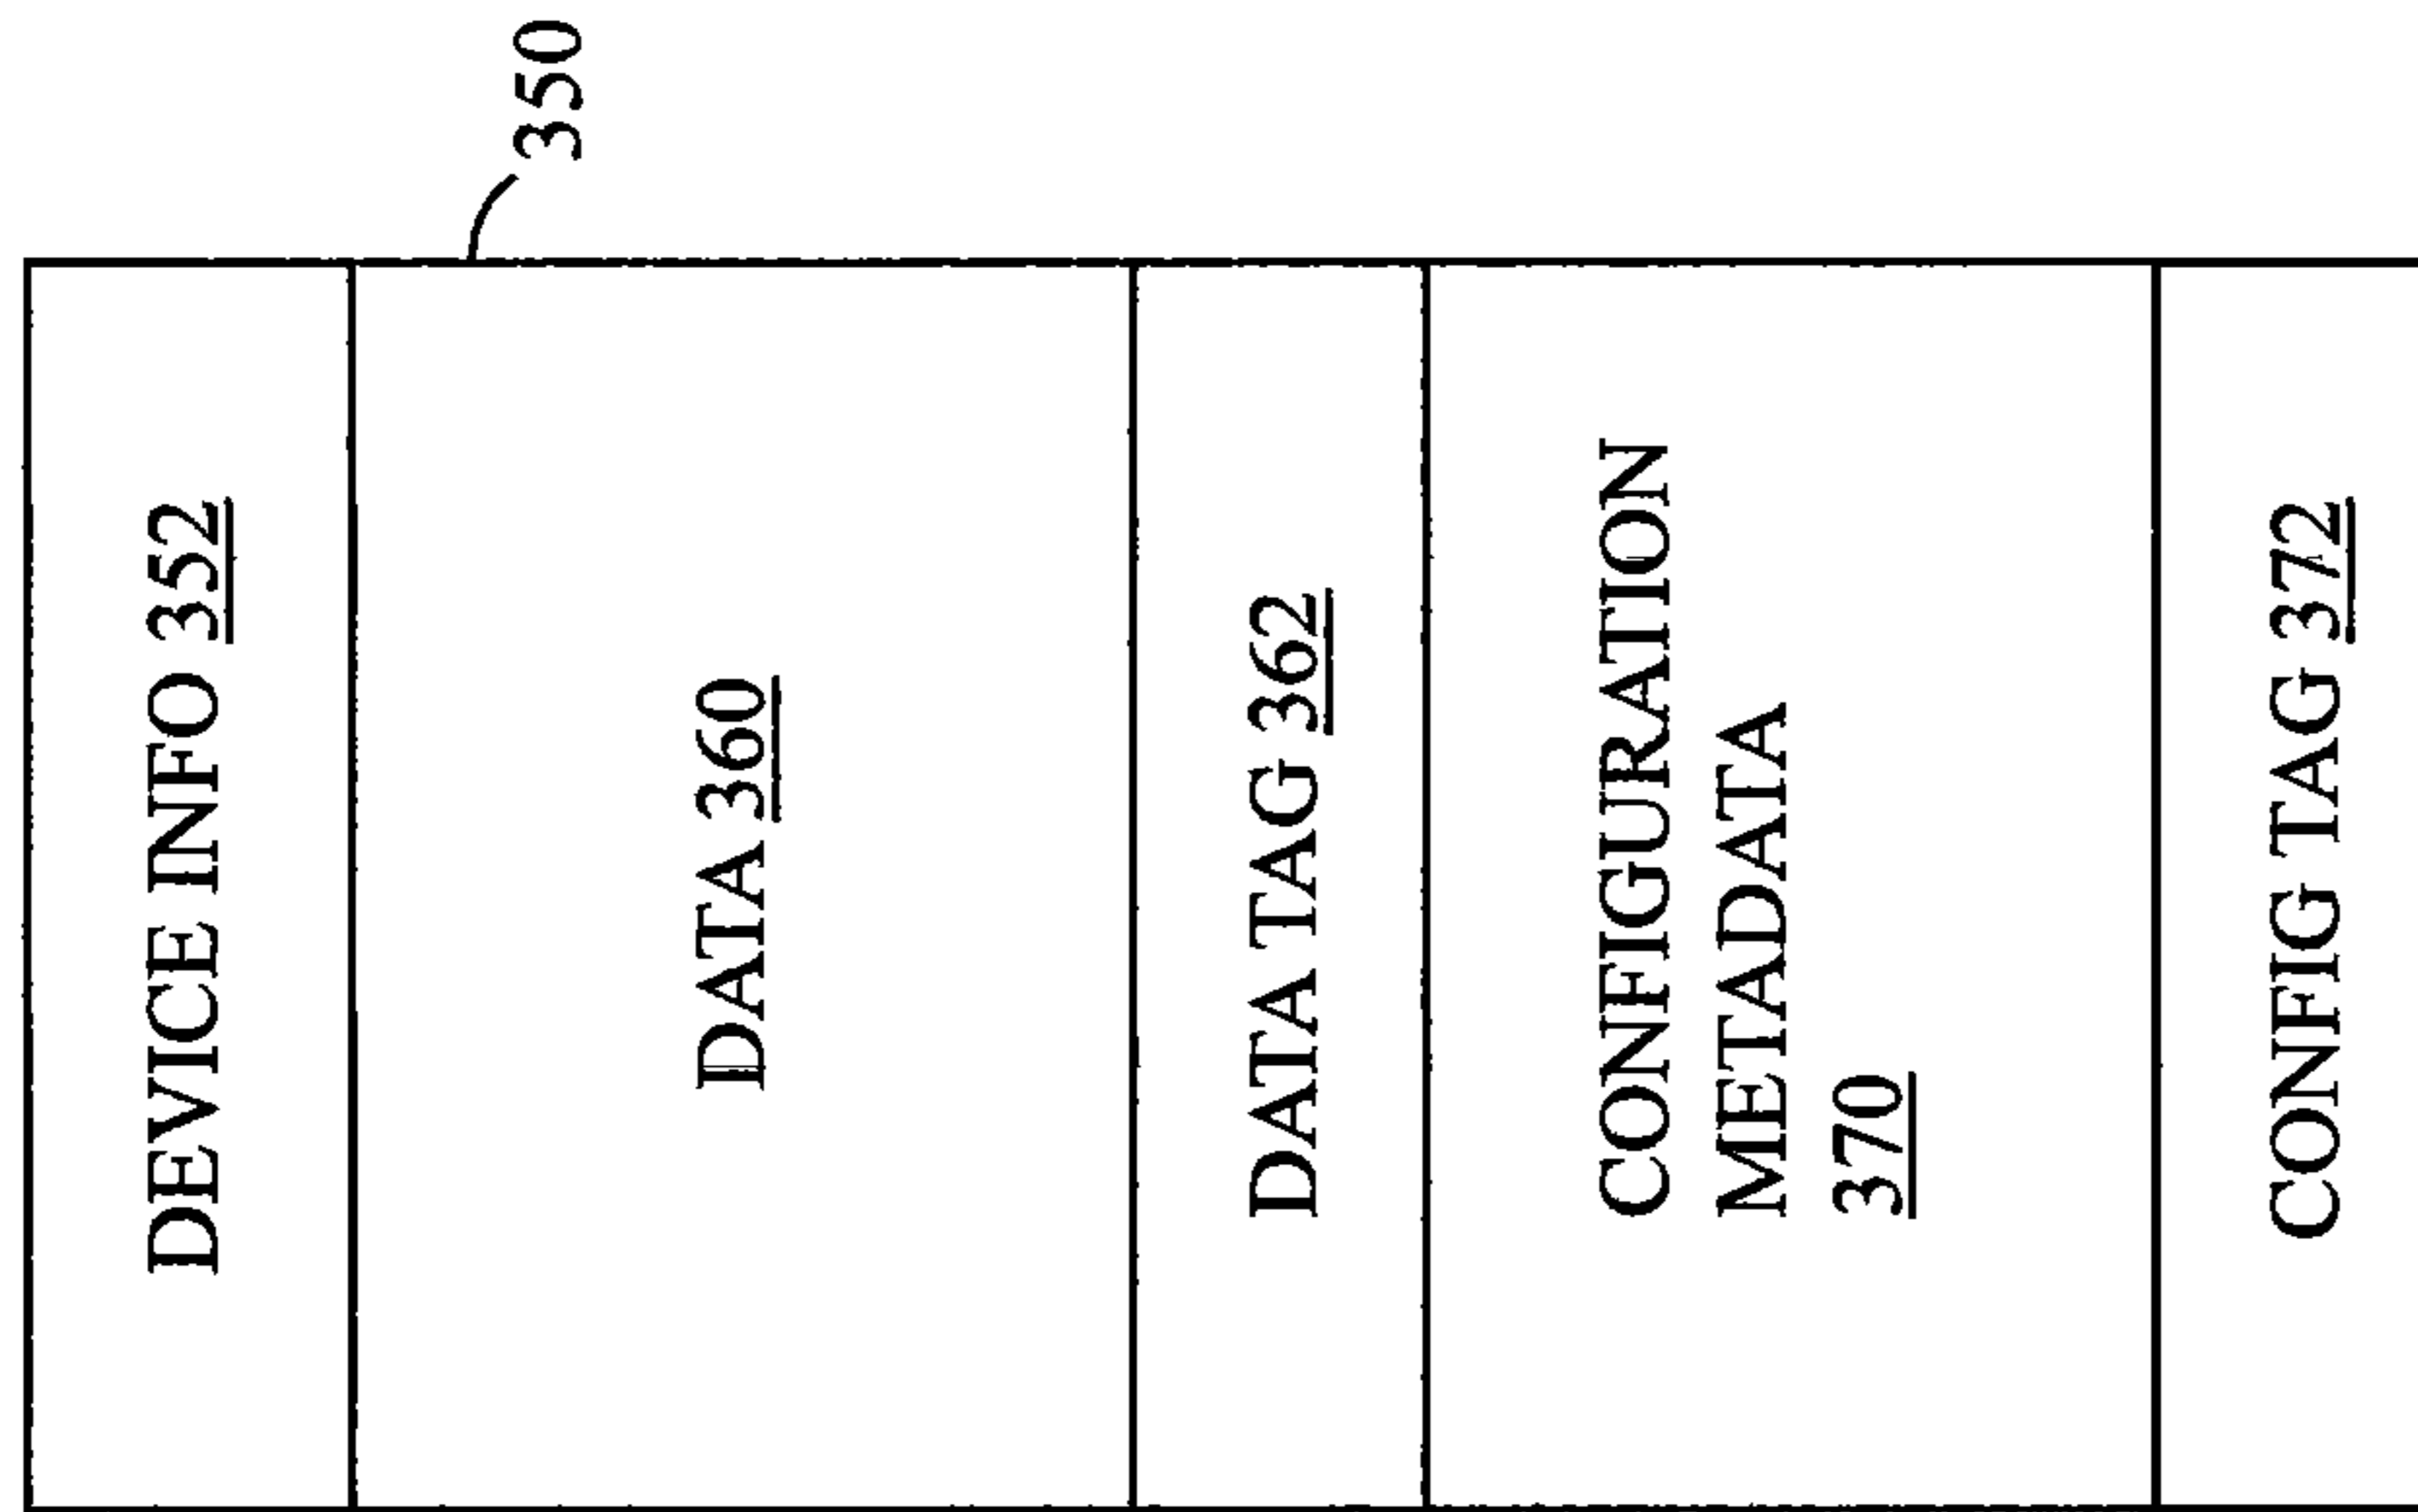 350
DEVICE INFO 352
DATA 360
DATA TAG 362
CONFIGURATION
METADATA
370
CONFIG TAG 372